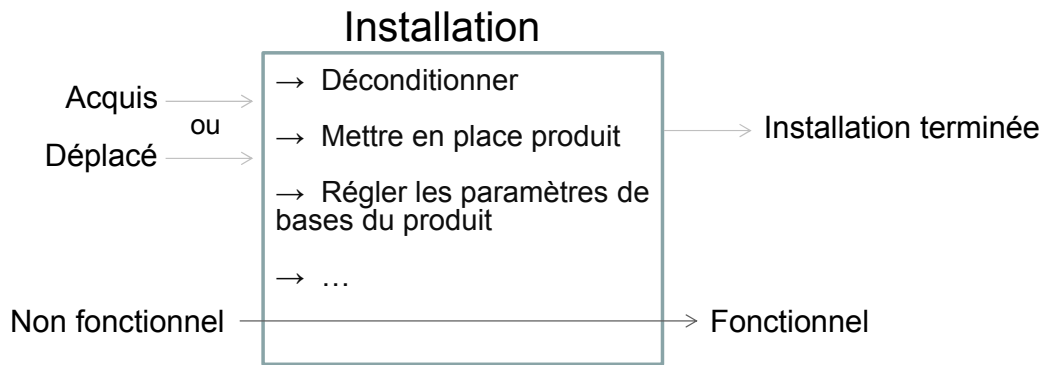 Installation
Acquis
ou
Déplacé
→ Déconditionner
→ Mettre en place produit
→ Régler les paramètres de
bases du produit
→ …
Installation terminée
Non fonctionnel
Fonctionnel